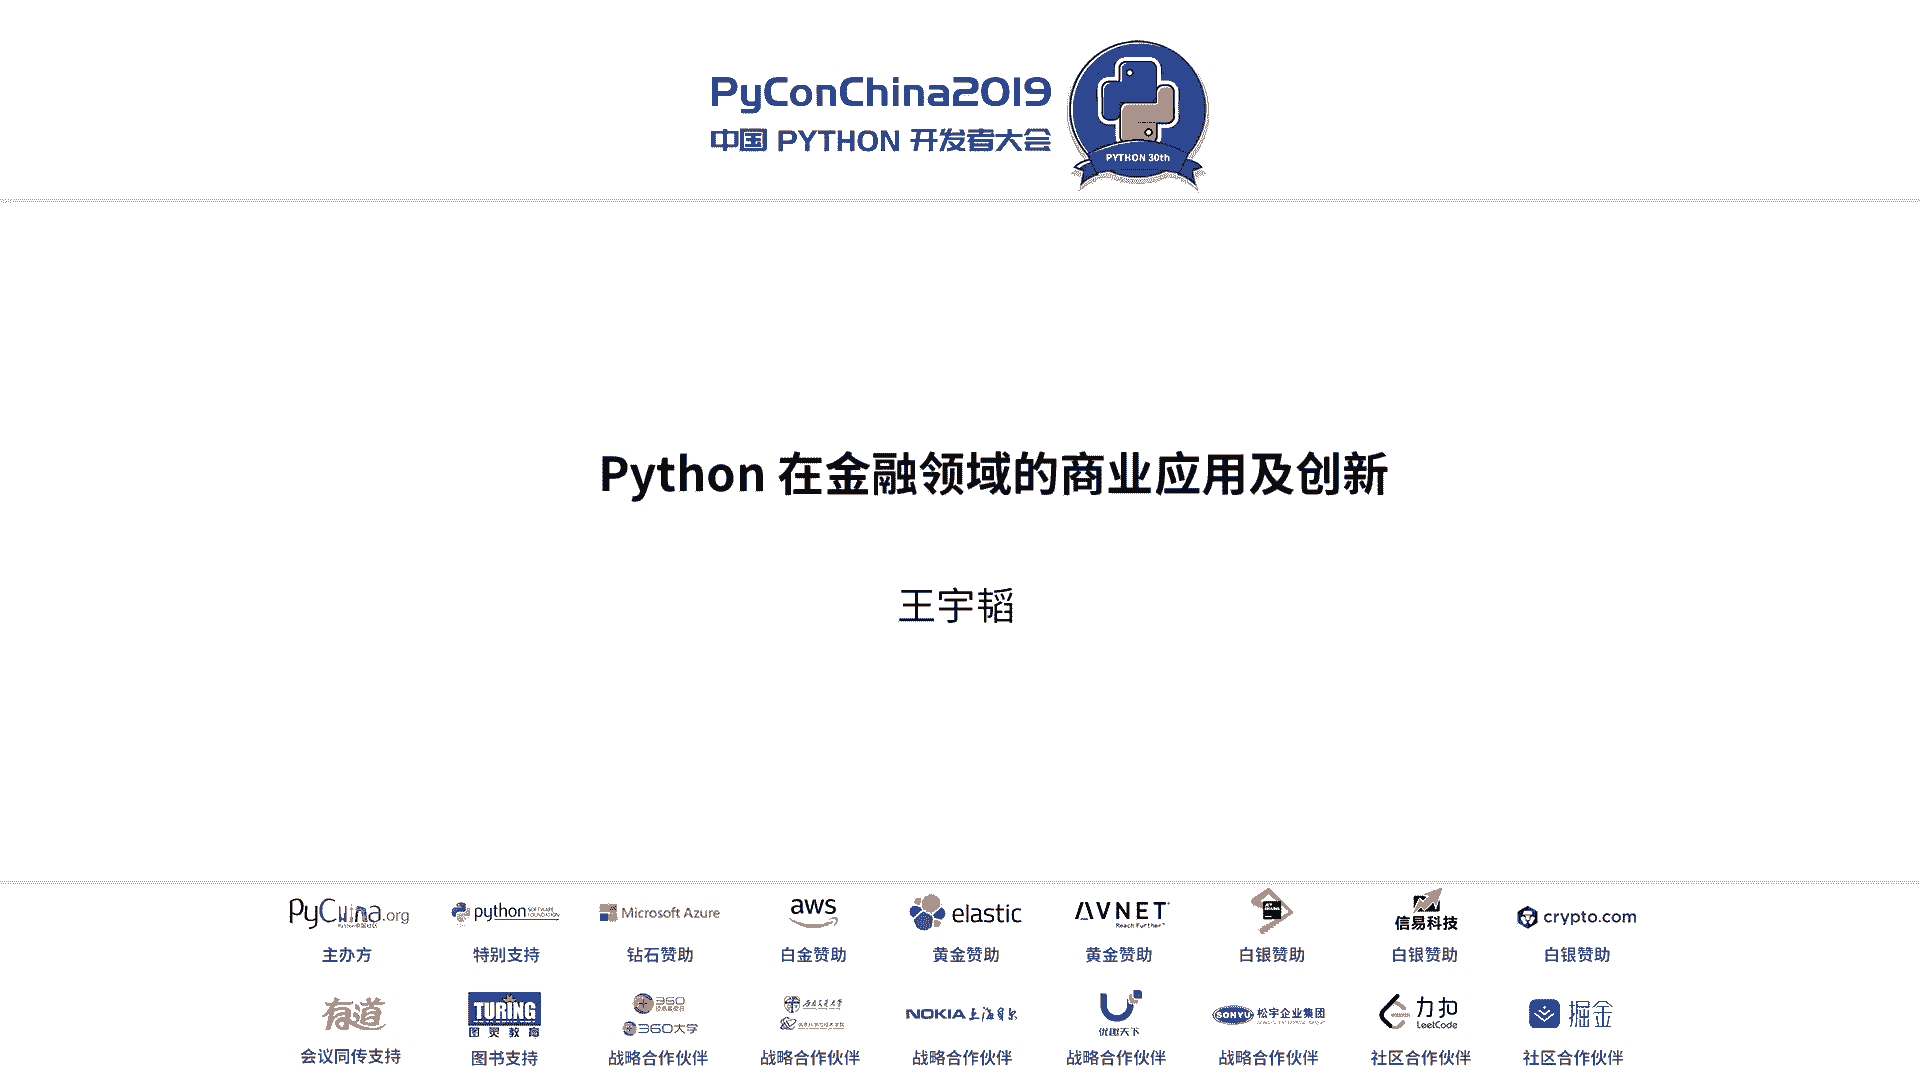 PyConChina2019
中国 PYTHON 开发者大会
PYTHON 30th
Python 在金融领域的商业应用及创新
王宇韬
PyChina.org
python
Microsoft Azure
aws
elastic
AVNET
Reach Further
信易科技
crypto.com
主办方
特别支持
钻石赞助
白金赞助
黄金赞助
黄金赞助
白银赞助
白银赞助
白银赞助
有道
TURING
图灵教育
360
360大学
NOKIA 上海贝尔
优趣天下
SONYU 松宇企业集团
力扣
LeetCode
掘金
会议同传支持
图书支持
战略合作伙伴
战略合作伙伴
战略合作伙伴
战略合作伙伴
战略合作伙伴
社区合作伙伴
社区合作伙伴